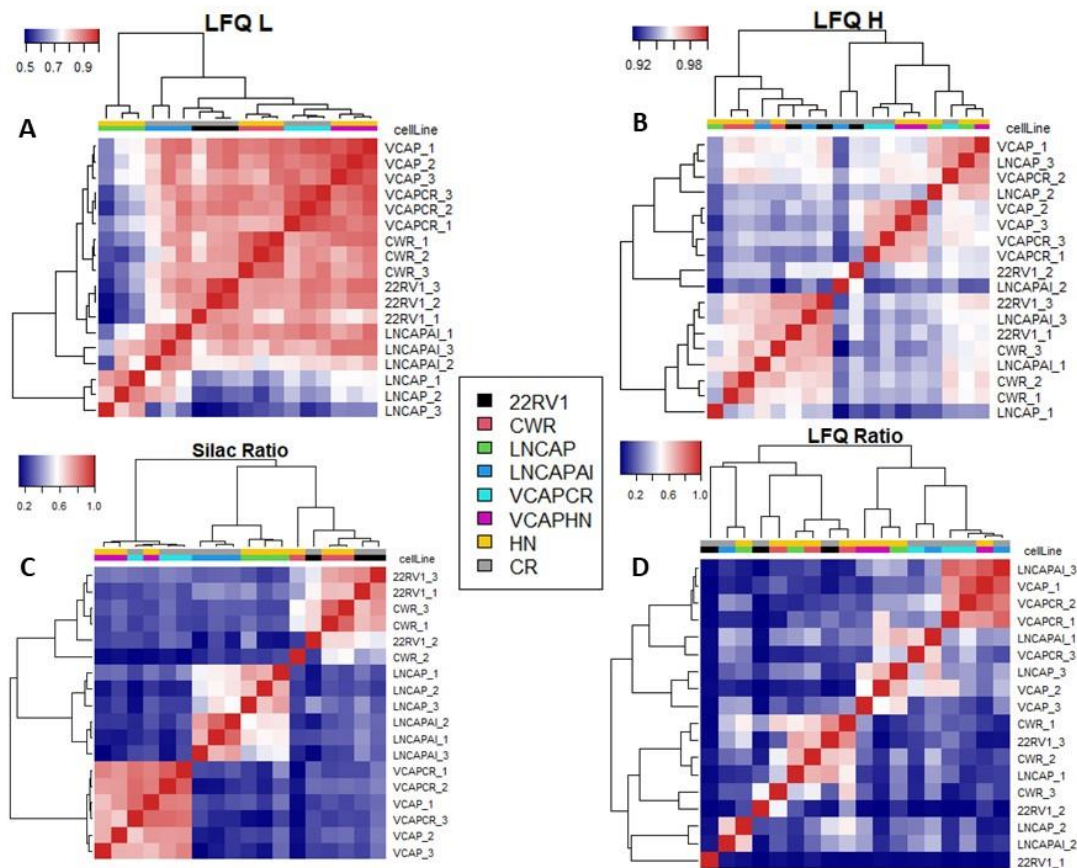 LFQ L
0.5 0.7 0.9
A
cellLine
VCAP_1
VCAP_2
VCAP_3
VCAPCR_3
VCAPCR_2
VCAPCR_1
CWR_1
CWR_2
CWR_3
22RV1_3
22RV1_2
22RV1_1
LNCAPAI_1
LNCAPAI_3
LNCAPAI_2
LNCAP_1
LNCAP_2
LNCAP_3
LFQ H
0.92 0.98
B
cellLine
VCAP_1
LNCAP_3
VCAPCR_2
LNCAP_2
VCAP_2
VCAP_3
VCAPCR_3
VCAPCR_1
22RV1_2
LNCAPAI_2
22RV1_3
LNCAPAI_3
22RV1_1
CWR_3
LNCAPAI_1
CWR_2
CWR_1
LNCAP_1
22RV1
CWR
LNCAP
LNCAPAI
VCAPCR
VCAPHN
HN
CR
Silac Ratio
0.2 0.6 1.0
C
cellLine
22RV1_3
22RV1_1
CWR_3
CWR_1
22RV1_2
CWR_2
LNCAP_1
LNCAP_2
LNCAP_3
LNCAPAI_2
LNCAPAI_1
LNCAPAI_3
VCAPCR_1
VCAPCR_2
VCAP_1
VCAPCR_3
VCAP_2
VCAP_3
LFQ Ratio
0.2 0.6 1.0
D
cellLine
LNCAPAI_3
VCAP_1
VCAPCR_2
VCAPCR_1
LNCAPAI_1
VCAPCR_3
LNCAP_3
VCAP_2
VCAP_3
CWR_1
22RV1_3
CWR_2
LNCAP_1
CWR_3
22RV1_2
LNCAP_2
LNCAPAI_2
22RV1_1